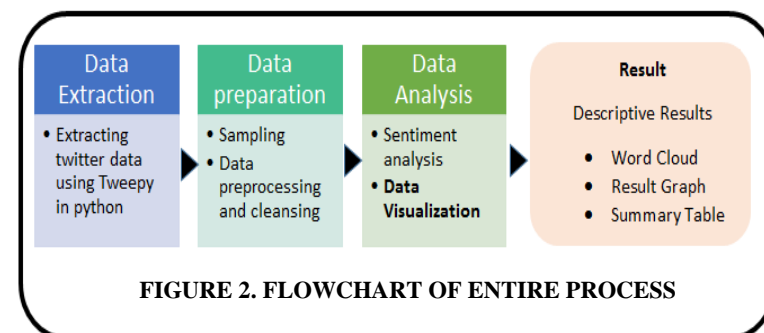 Data
Extraction
• Extracting
twitter data
using Tweepy
in python
Data
preparation
• Sampling
• Data
preprocessing
and cleansing
Data
Analysis
• Sentiment
analysis
• Data
Visualization
Result
Descriptive Results
• Word Cloud
• Result Graph
• Summary Table
FIGURE 2. FLOWCHART OF ENTIRE PROCESS